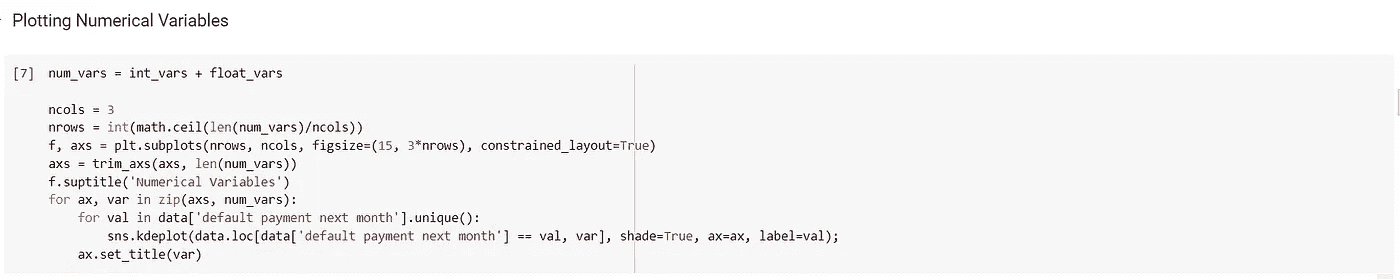 Plotting Numerical Variables
[7] num_vars = int_vars + float_vars
ncols = 3
nrows = int(math.ceil(len(num_vars)/ncols))
f, axs = plt.subplots(nrows, ncols, figsize=(15, 3*nrows), constrained_layout=True)
axs = trim_axs(axs, len(num_vars))
f.suptitle('Numerical Variables')
for ax, var in zip(axs, num_vars):
    for val in data['default payment next month'].unique():
        sns.kdeplot(data.loc[data['default payment next month'] == val, var], shade=True, ax=ax, label=val);
    ax.set_title(var)